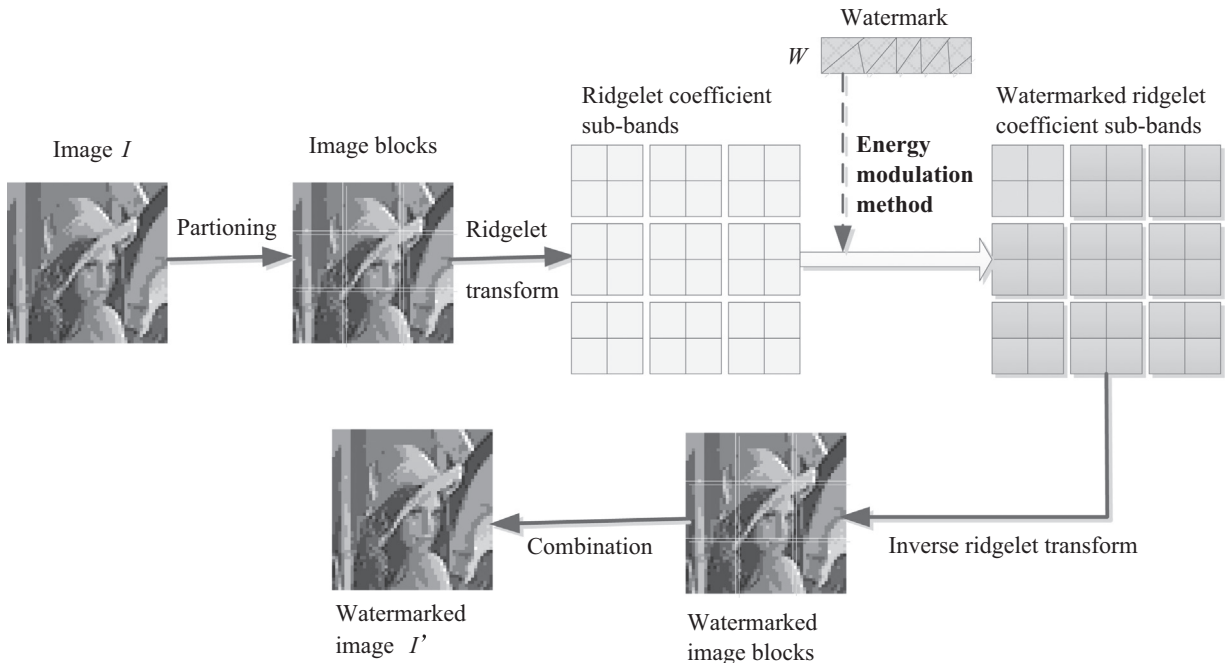 Watermark
W
Ridgelet coefficient
sub-bands
Watermarked ridgelet
coefficient sub-bands
Image I
Image blocks
Energy
modulation
method
Partioning
Ridgelet
transform
Combination
Inverse ridgelet transform
Watermarked
image I'
Watermarked
image blocks